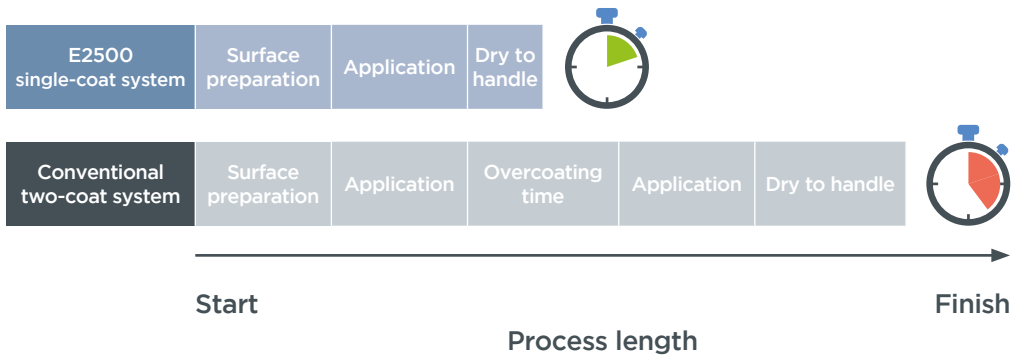 E2500
single-coat system
Surface
preparation
Application
Dry to
handle
Conventional
two-coat system
Surface
preparation
Application
Overcoating
time
Application
Dry to handle
Start
Finish
Process length